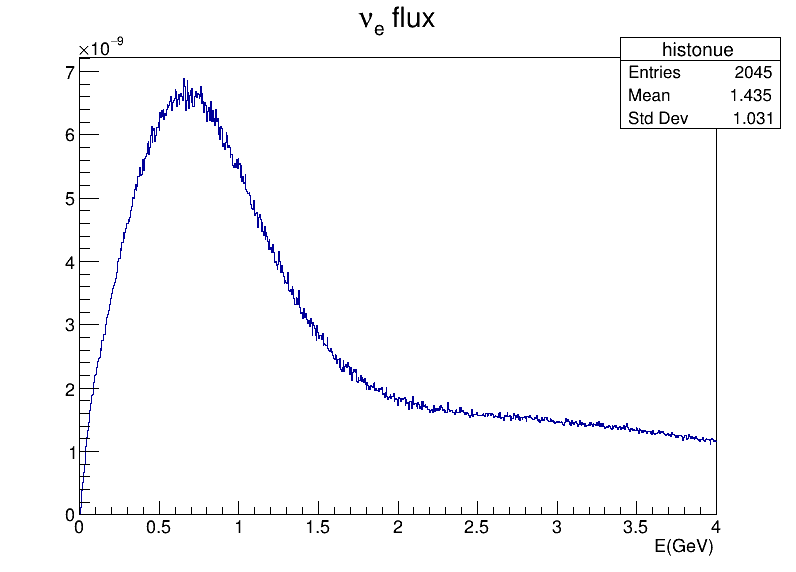 νe flux
×10−9
histonue
Entries 2045
Mean 1.435
Std Dev 1.031
7
6
5
4
3
2
1
0
0 0.5 1 1.5 2 2.5 3 3.5 4
E(GeV)